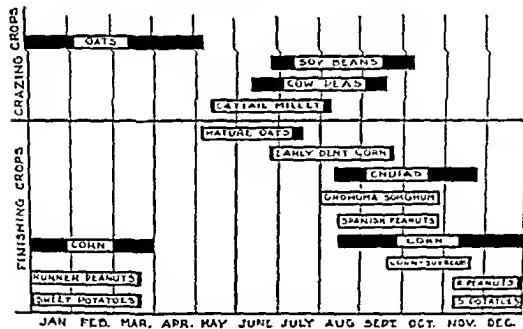 GRAZING CROPS
OATS
SOY BEANS
COW PEAS
CATTAIL MILLET
FINISHING CROPS
MATURE OATS
EARLY DENT CORN
CHUFAS
GROHOMA SORGHUM
SPANISH PEANUTS
CORN
CORN
CORN & SOYBEANS
RUNNER PEANUTS
R PEANUTS
SWEET POTATOES
S POTATOES
JAN FEB. MAR. APR. MAY JUNE JULY AUG SEPT OCT. NOV. DEC.